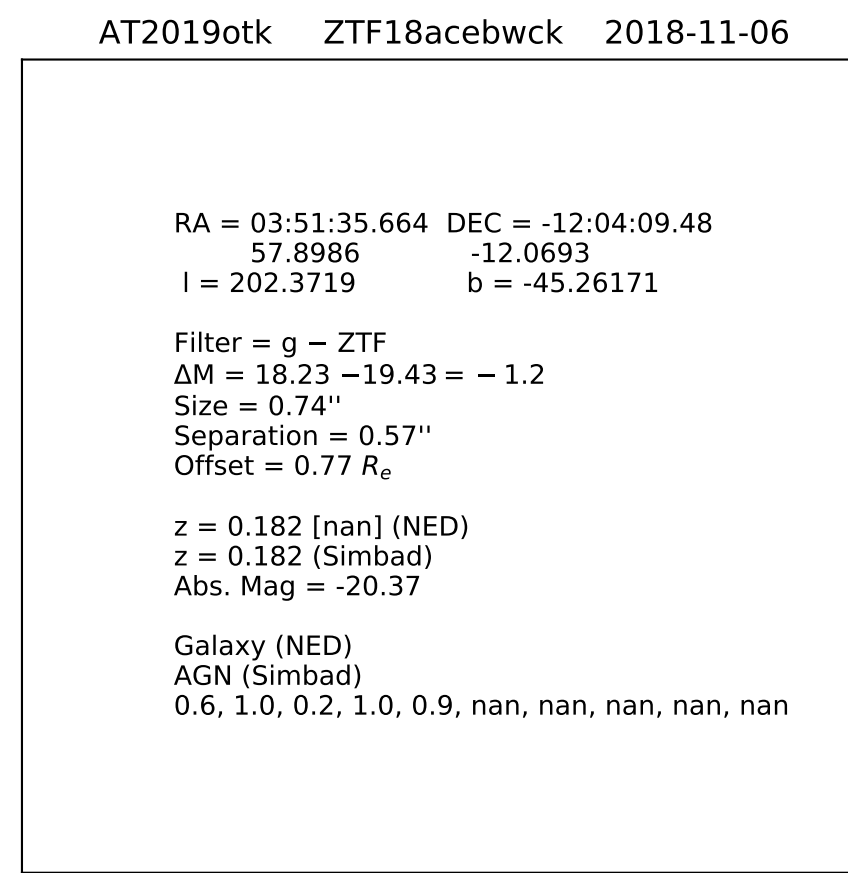 AT2019otk ZTF18acebwck 2018-11-06
RA = 03:51:35.664 DEC = -12:04:09.48
57.8986 -12.0693
l = 202.3719 b = -45.26171
Filter = g − ZTF
ΔM = 18.23 −19.43 = − 1.2
Size = 0.74''
Separation = 0.57''
Offset = 0.77 Re
z = 0.182 [nan] (NED)
z = 0.182 (Simbad)
Abs. Mag = -20.37
Galaxy (NED)
AGN (Simbad)
0.6, 1.0, 0.2, 1.0, 0.9, nan, nan, nan, nan, nan